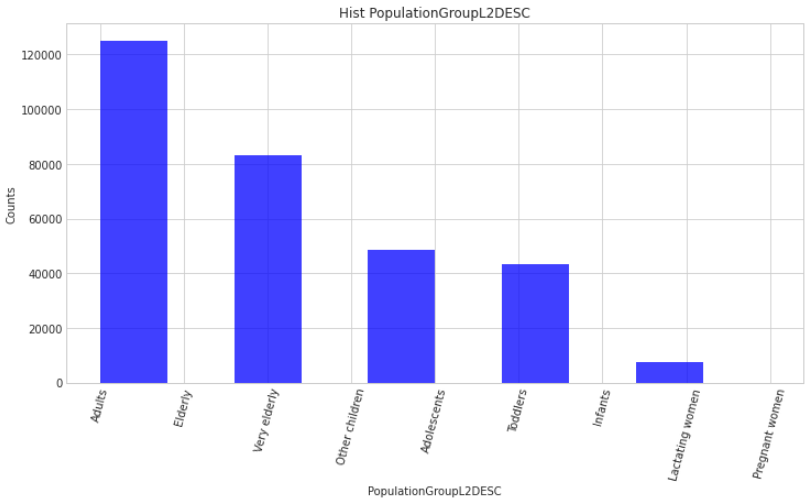 Hist PopulationGroupL2DESC
120000
100000
80000
60000
40000
20000
0
Counts
Adults
Elderly
Very elderly
Other children
Adolescents
Toddlers
Infants
Lactating women
Pregnant women
PopulationGroupL2DESC